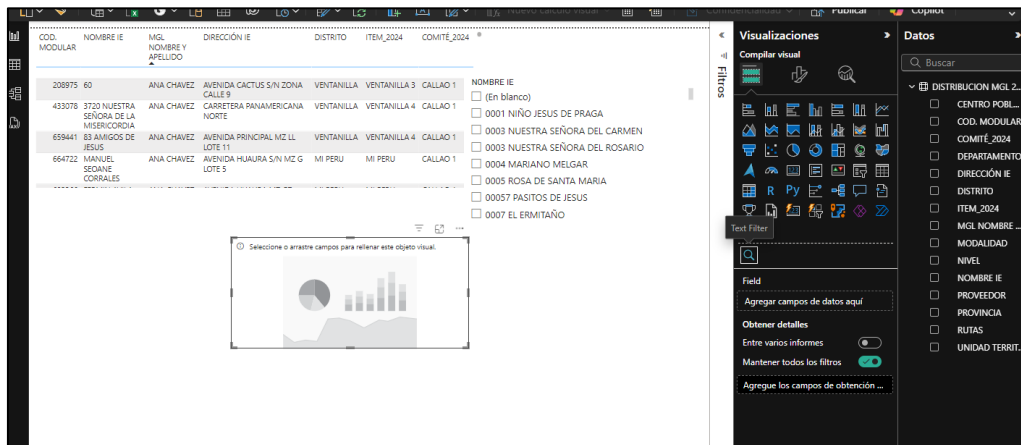 Publicar
Copilot
COD. MODULAR
NOMBRE IE
MGL NOMBRE Y APELLIDO
DIRECCIÓN IE
DISTRITO
ITEM_2024
COMITÉ_2024
208975 60 ANA CHAVEZ AVENIDA CACTUS S/N ZONA CALLE 9 VENTANILLA VENTANILLA 3 CALLAO 1
433078 3720 NUESTRA SEÑORA DE LA MISERICORDIA ANA CHAVEZ CARRETERA PANAMERICANA NORTE VENTANILLA VENTANILLA 4 CALLAO 1
659441 83 AMIGOS DE JESUS ANA CHAVEZ AVENIDA PRINCIPAL MZ LL LOTE 11 VENTANILLA VENTANILLA 4 CALLAO 1
664722 MANUEL SEOANE CORRALES ANA CHAVEZ AVENIDA HUAURA S/N MZ G LOTE 5 MI PERU MI PERU CALLAO 1
NOMBRE IE
(En blanco)
0001 NIÑO JESUS DE PRAGA
0003 NUESTRA SEÑORA DEL CARMEN
0003 NUESTRA SEÑORA DEL ROSARIO
0004 MARIANO MELGAR
0005 ROSA DE SANTA MARIA
00057 PASITOS DE JESUS
0007 EL ERMITAÑO
Seleccione o arrastre campos para rellenar este objeto visual.
Filtros
Visualizaciones
Compilar visual
R Py
Text Filter
Field
Agregar campos de datos aquí
Obtener detalles
Entre varios informes
Mantener todos los filtros
Agregue los campos de obtención ...
Datos
Buscar
DISTRIBUCION MGL 2...
CENTRO POBL...
COD. MODULAR
COMITÉ_2024
DEPARTAMENTO
DIRECCIÓN IE
DISTRITO
ITEM_2024
MGL NOMBRE ...
MODALIDAD
NIVEL
NOMBRE IE
PROVEEDOR
PROVINCIA
RUTAS
UNIDAD TERRIT...